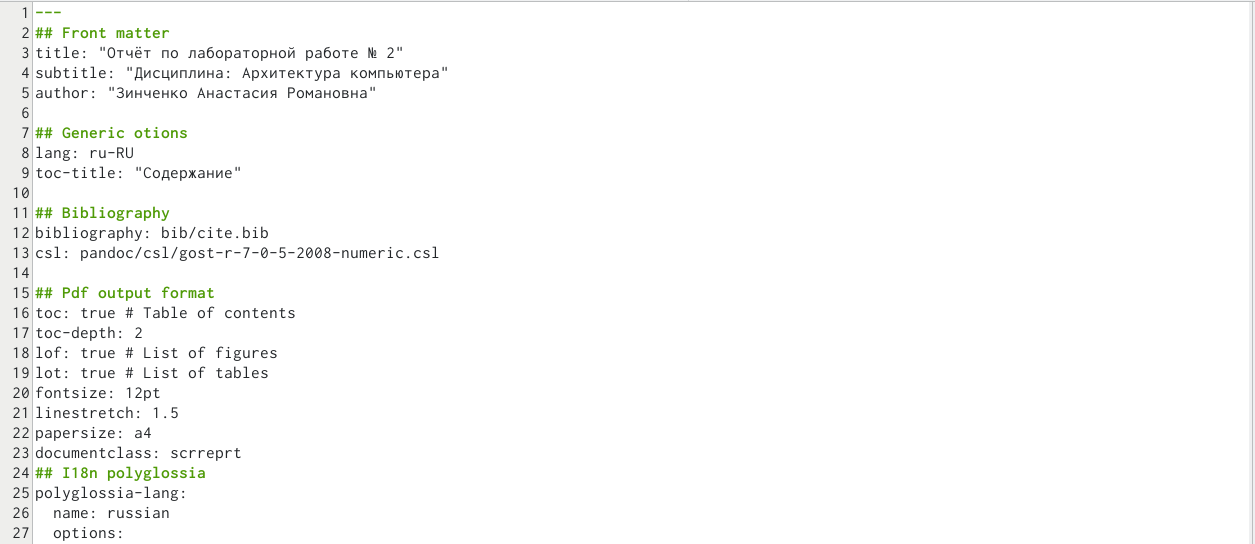 1 ---
2 ## Front matter
3 title: "Отчёт по лабораторной работе № 2"
4 subtitle: "Дисциплина: Архитектура компьютера"
5 author: "Зинченко Анастасия Романовна"
6
7 ## Generic otions
8 lang: ru-RU
9 toc-title: "Содержание"
10
11 ## Bibliography
12 bibliography: bib/cite.bib
13 csl: pandoc/csl/gost-r-7-0-5-2008-numeric.csl
14
15 ## Pdf output format
16 toc: true # Table of contents
17 toc-depth: 2
18 lof: true # List of figures
19 lot: true # List of tables
20 fontsize: 12pt
21 linestretch: 1.5
22 papersize: a4
23 documentclass: scrreprt
24 ## I18n polyglossia
25 polyglossia-lang:
26   name: russian
27   options: